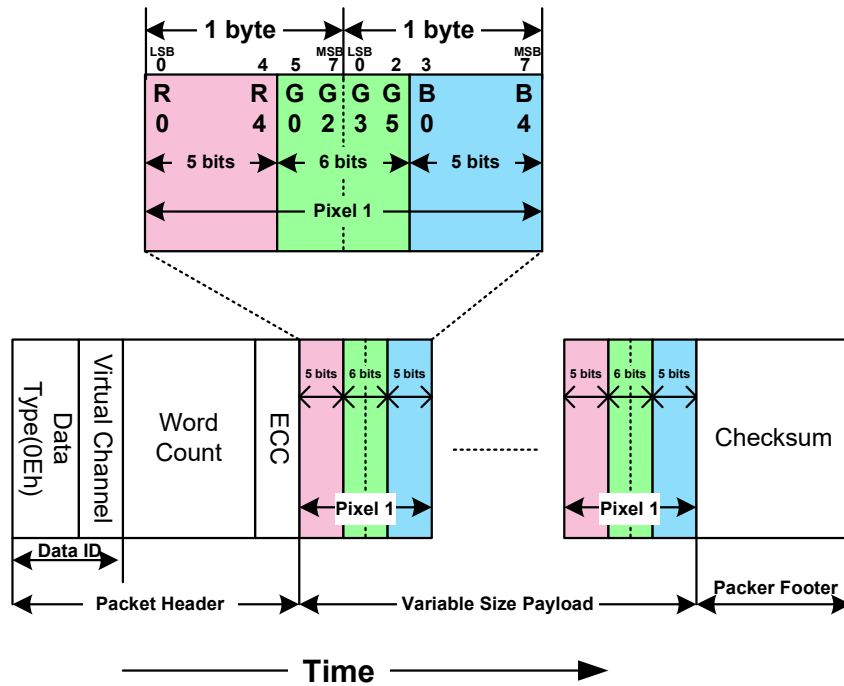 1 byte 1 byte
LSB MSB LSB MSB
0 4 5 7 0 2 3 7
R R G G G G B B
0 4 0 2 3 5 0 4
5 bits 6 bits 5 bits
Pixel 1
Data Type(0Eh)
Virtual Channel
Word Count
ECC
5 bits 6 bits 5 bits
Pixel 1
5 bits 6 bits 5 bits
Pixel 1
Checksum
Data ID
Packet Header
Variable Size Payload
Packer Footer
Time